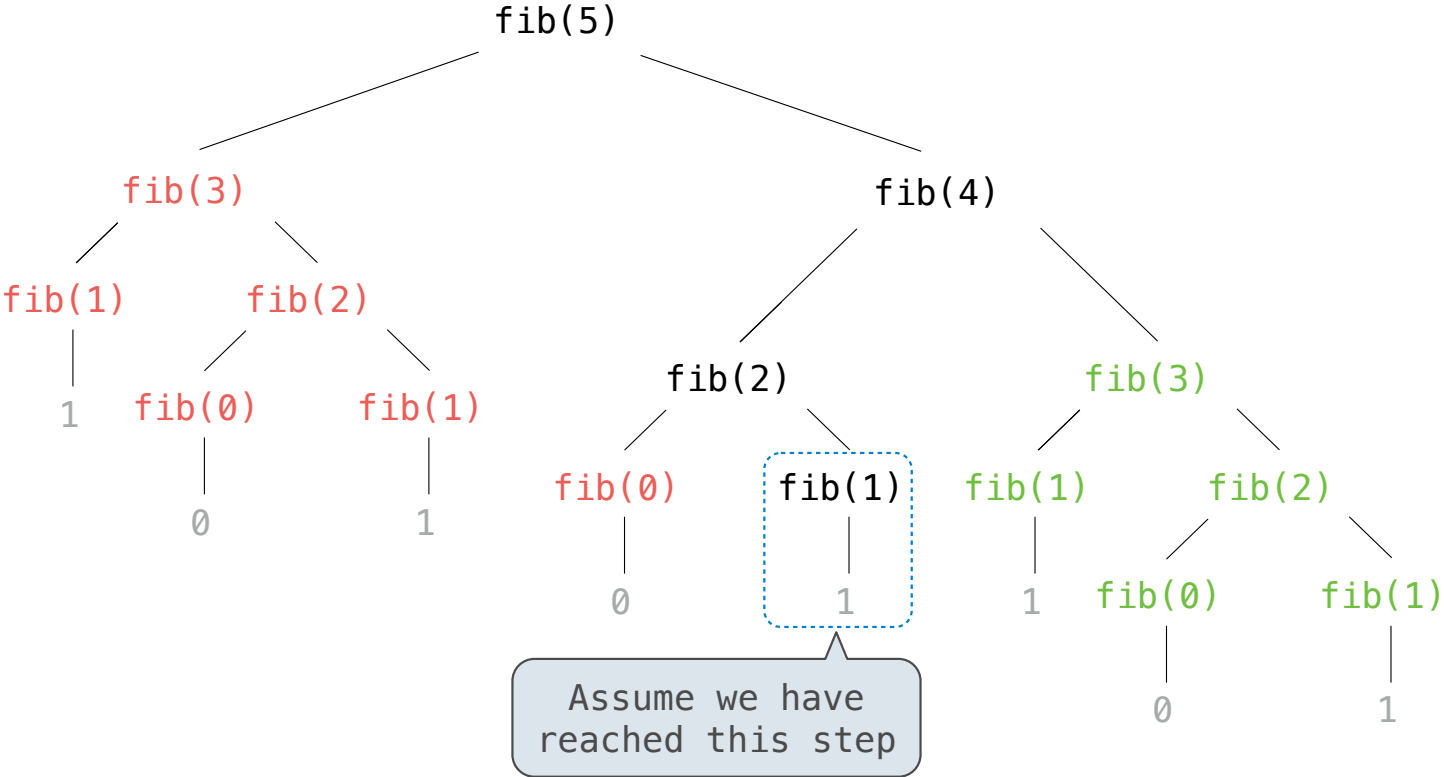 fib(5)
fib(3)
fib(4)
fib(1)
fib(2)
fib(2)
fib(3)
1
fib(0)
fib(1)
fib(0)
fib(1)
fib(1)
fib(2)
0
1
0
1
1
fib(0)
fib(1)
0
1
Assume we have
reached this step